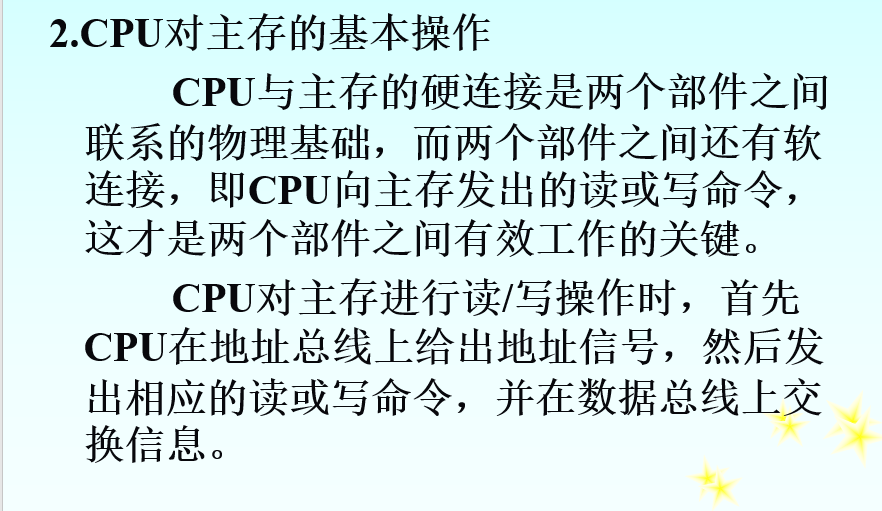 2.CPU对主存的基本操作
CPU与主存的硬连接是两个部件之间
联系的物理基础，而两个部件之间还有软
连接，即CPU向主存发出的读或写命令，
这才是两个部件之间有效工作的关键。
CPU对主存进行读/写操作时，首先
CPU在地址总线上给出地址信号，然后发
出相应的读或写命令，并在数据总线上交
换信息。